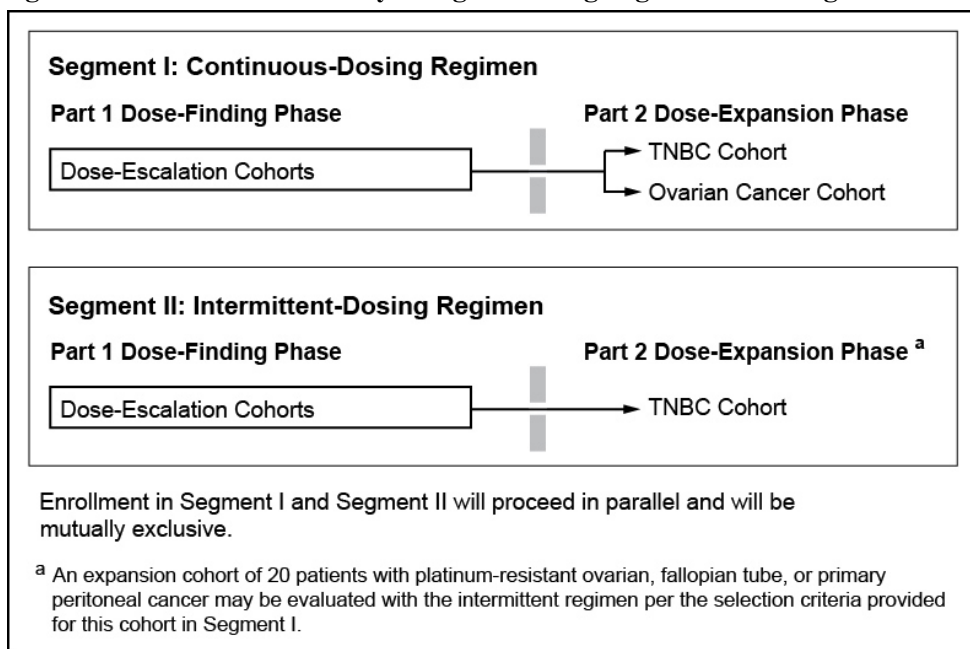 Segment I: Continuous-Dosing Regimen
Part 1 Dose-Finding Phase
Part 2 Dose-Expansion Phase
Dose-Escalation Cohorts
TNBC Cohort
Ovarian Cancer Cohort
Segment II: Intermittent-Dosing Regimen
Part 1 Dose-Finding Phase
Part 2 Dose-Expansion Phase a
Dose-Escalation Cohorts
TNBC Cohort
Enrollment in Segment I and Segment II will proceed in parallel and will be
mutually exclusive.
a An expansion cohort of 20 patients with platinum-resistant ovarian, fallopian tube, or primary
peritoneal cancer may be evaluated with the intermittent regimen per the selection criteria provided
for this cohort in Segment I.